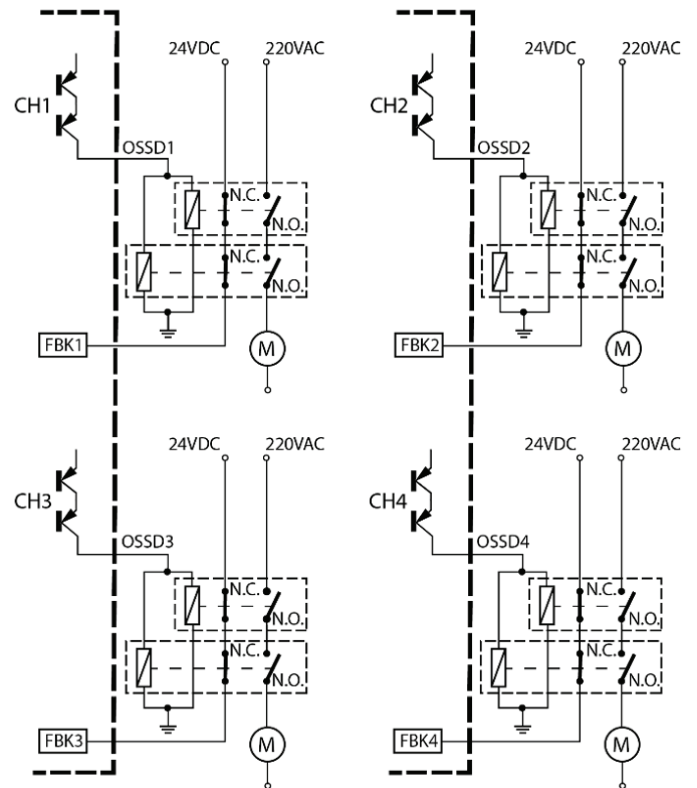 24VDC 220VAC
CH1
OSSD1
N.C.
N.O.
N.C.
N.O.
FBK1
M
24VDC 220VAC
CH2
OSSD2
N.C.
N.O.
N.C.
N.O.
FBK2
M
24VDC 220VAC
CH3
OSSD3
N.C.
N.O.
N.C.
N.O.
FBK3
M
24VDC 220VAC
CH4
OSSD4
N.C.
N.O.
N.C.
N.O.
FBK4
M